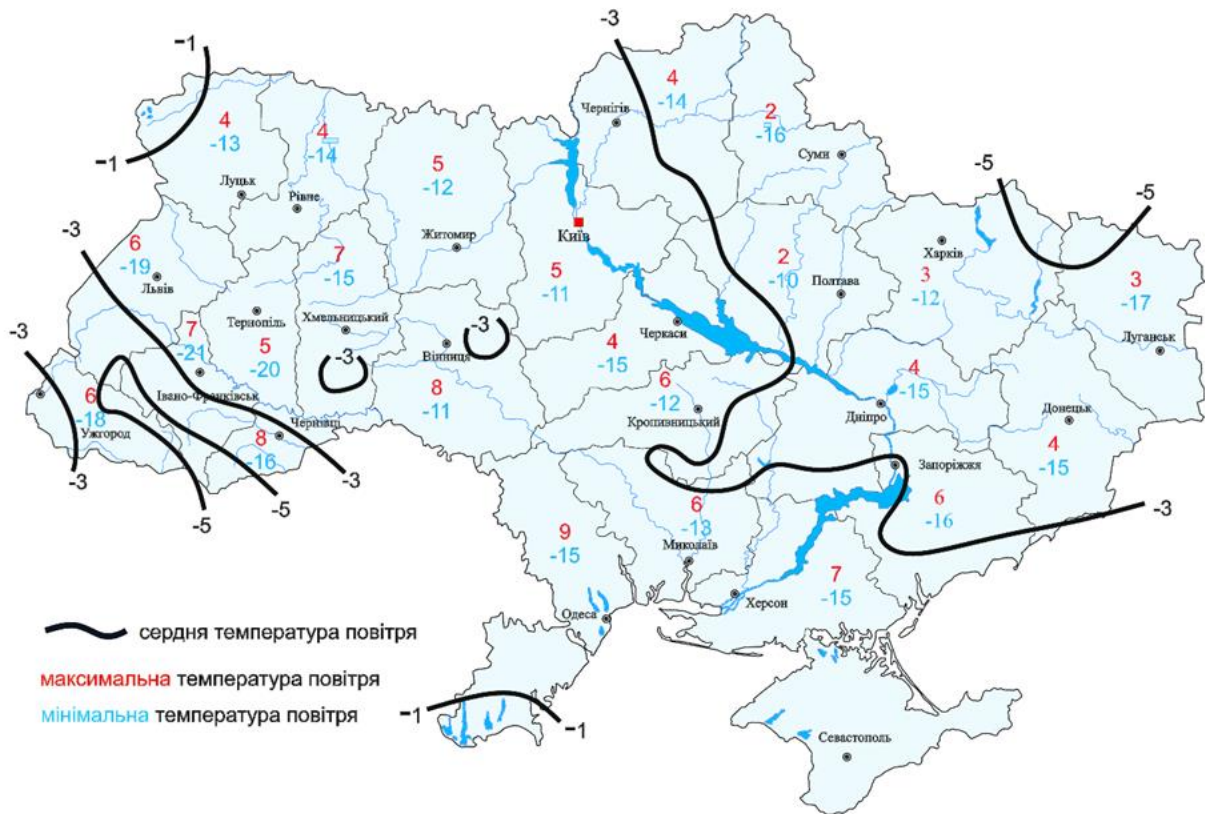 -3
-1
4
-14
Чернігів
2
-16
Суми
4
-13
4
-14
5
-12
-1
Луцьк
Рівне
-5
-5
Київ
Житомир
-3
6
-19
Львів
7
-15
5
-11
2
-10
Полтава
Харків
3
-12
3
-17
Луганськ
Тернопіль
Хмельницький
7
-21
5
-20
-3
-3
Вінниця
Черкаси
4
-15
-3
6
-18
Ужгород
Івано-Франківськ
8
-11
6
-12
Кропивницький
4
-15
Дніпро
Донецьк
4
-15
Чернівці
8
-16
-3
-3
-5
-5
Запоріжжя
6
-16
-3
6
-13
Миколаїв
9
-15
7
-15
Херсон
Одеса
сердня температура повітря
максимальна температура повітря
мінімальна температура повітря
-1
-1
Севастополь